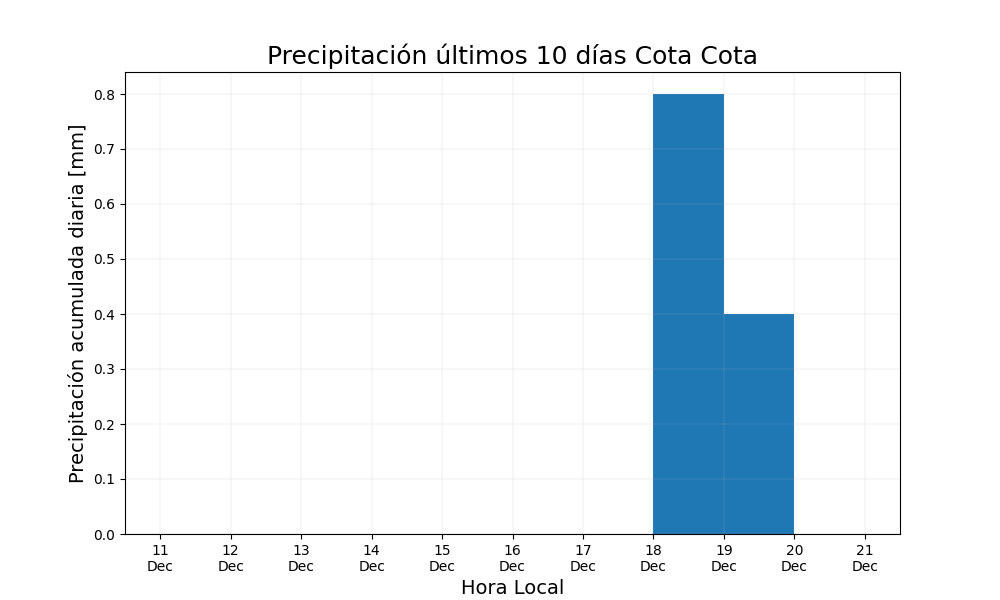 Precipitación últimos 10 días Cota Cota
Precipitación acumulada diaria [mm]
0.8
0.7
0.6
0.5
0.4
0.3
0.2
0.1
0.0
11 12 13 14 15 16 17 18 19 20 21
Dec Dec Dec Dec Dec Dec Dec Dec Dec Dec Dec
Hora Local